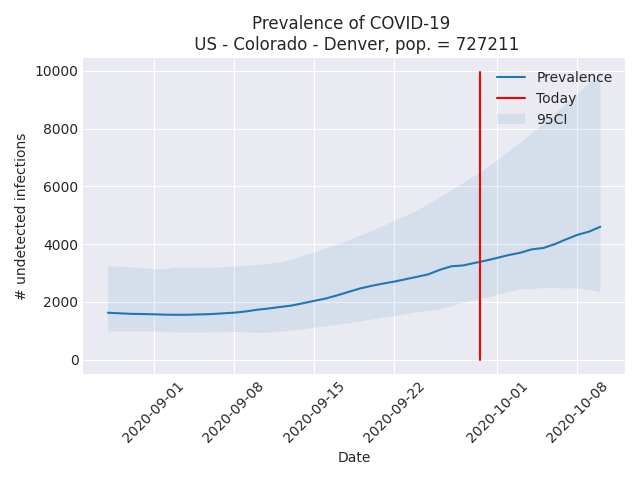 Prevalence of COVID-19
US - Colorado - Denver, pop. = 727211
10000
8000
6000
4000
2000
0
# undetected infections
Prevalence
Today
95CI
2020-09-01
2020-09-08
2020-09-15
2020-09-22
2020-10-01
2020-10-08
Date